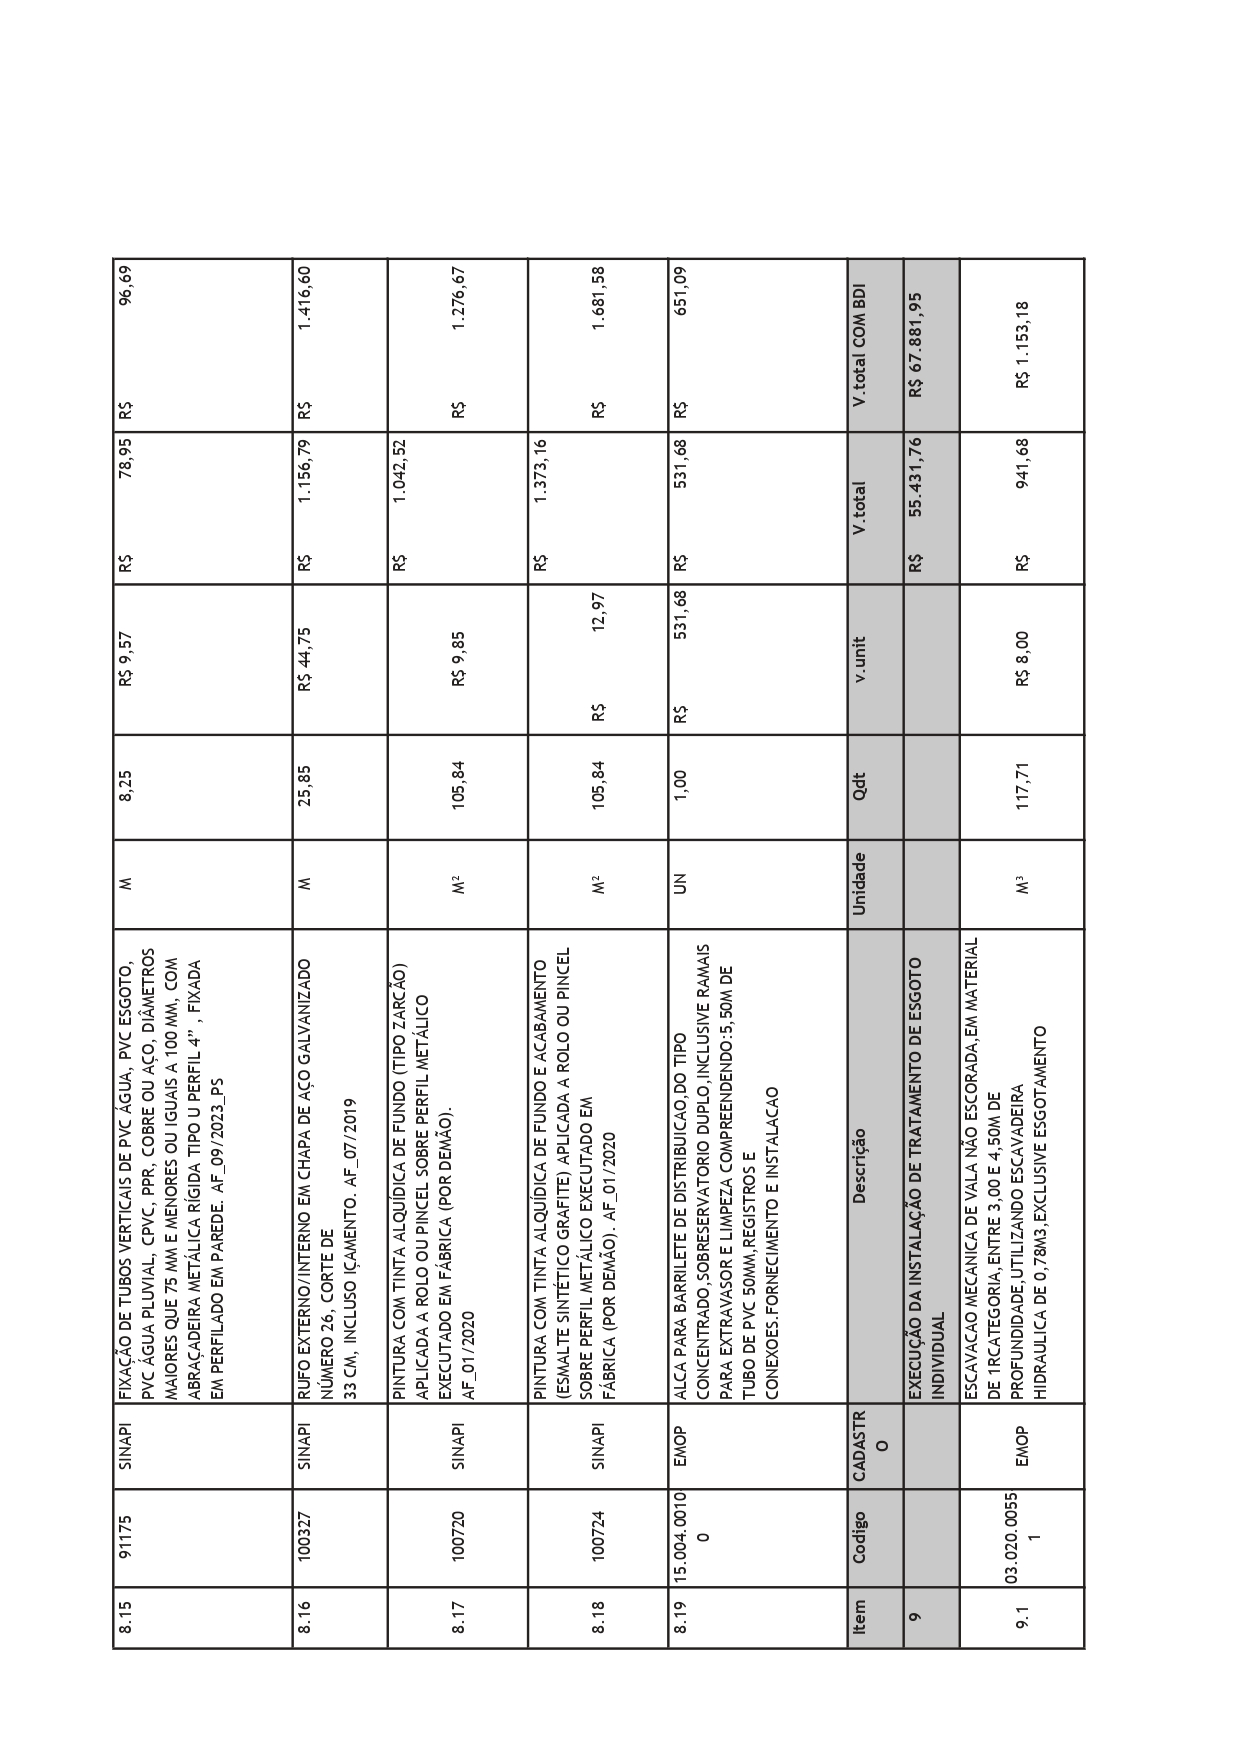 8.15 91175 SINAPI FIXAÇÃO DE TUBOS VERTICAIS DE PVC ÁGUA, PVC ESGOTO, M 8,25 R$ 9,57 R$ 78,95 R$ 96,69
PVC ÁGUA PLUVIAL, CPVC, PPR, COBRE OU AÇO, DIÂMETROS
MAIORES QUE 75 MM E MENORES OU IGUAIS A 100 MM, COM
ABRAÇADEIRA METÁLICA RÍGIDA TIPO U PERFIL 4” , FIXADA
EM PERFILADO EM PAREDE. AF_09/2023_PS
8.16 100327 SINAPI RUFO EXTERNO/INTERNO EM CHAPA DE AÇO GALVANIZADO M 25,85 R$ 44,75 R$ 1.156,79 R$ 1.416,60
NÚMERO 26, CORTE DE
33 CM, INCLUSO IÇAMENTO. AF_07/2019
PINTURA COM TINTA ALQUÍDICA DE FUNDO (TIPO ZARCÃO) R$ 1.042,52
APLICADA A ROLO OU PINCEL SOBRE PERFIL METÁLICO
8.17 100720 SINAPI EXECUTADO EM FÁBRICA (POR DEMÃO). M² 105,84 R$ 9,85 R$ 1.276,67
AF_01/2020
PINTURA COM TINTA ALQUÍDICA DE FUNDO E ACABAMENTO R$ 1.373,16
(ESMALTE SINTÉTICO GRAFITE) APLICADA A ROLO OU PINCEL
SOBRE PERFIL METÁLICO EXECUTADO EM
8.18 100724 SINAPI FÁBRICA (POR DEMÃO). AF_01/2020 M² 105,84 R$ 12,97 R$ 1.681,58
8.19 15.004.0010- EMOP ALCA PARA BARRILETE DE DISTRIBUICAO,DO TIPO UN 1,00 R$ 531,68 R$ 531,68 R$ 651,09
0 CONCENTRADO,SOBRESERVATORIO DUPLO,INCLUSIVE RAMAIS
PARA EXTRAVASOR E LIMPEZA COMPREENDENDO:5,50M DE
TUBO DE PVC 50MM,REGISTROS E
CONEXOES.FORNECIMENTO E INSTALACAO
Item Codigo CADASTR Descrição Unidade Qdt v.unit V.total V.total COM BDI
O
9 EXECUÇÃO DA INSTALAÇÃO DE TRATAMENTO DE ESGOTO R$ 55.431,76 R$ 67.881,95
INDIVIDUAL
ESCAVACAO MECANICA DE VALA NÃO ESCORADA,EM MATERIAL
DE 1RCATEGORIA,ENTRE 3,00 E 4,50M DE
9.1 03.020.0055- EMOP PROFUNDIDADE,UTILIZANDO ESCAVADEIRA M³ 117,71 R$ 8,00 R$ 941,68 R$ 1.153,18
1 HIDRAULICA DE 0,78M3,EXCLUSIVE ESGOTAMENTO